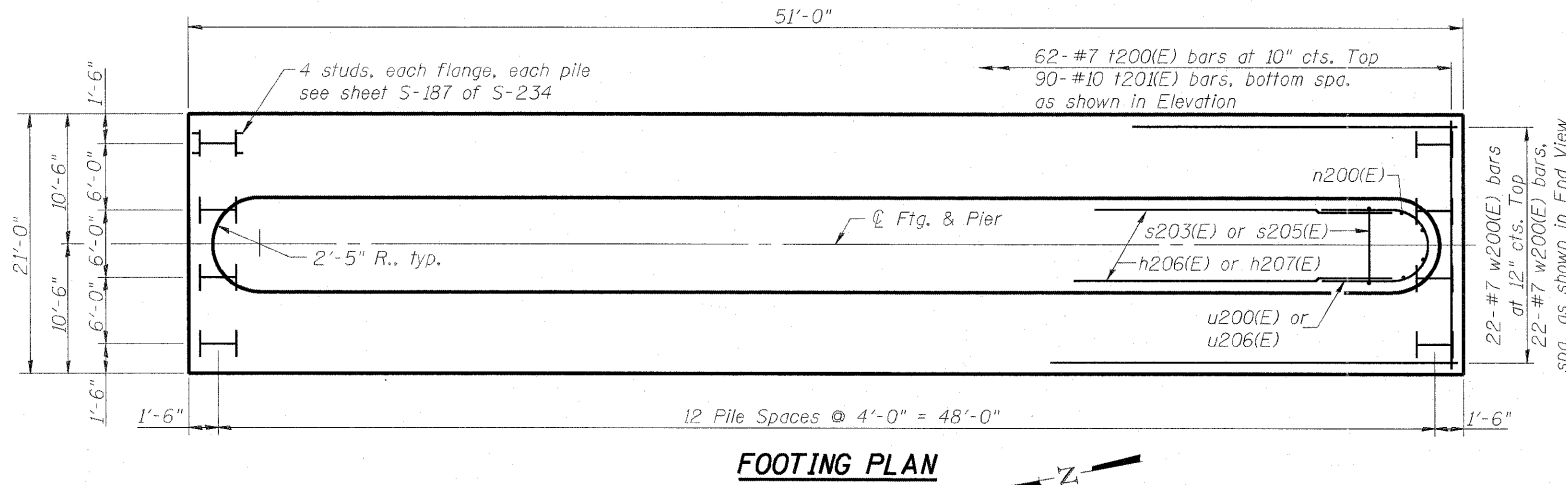 51'-0"
62-#7 t200(E) bars at 10" cts. Top
90-#10 t201(E) bars, bottom spa.
as shown in Elevation
4 studs, each flange, each pile
see sheet S-187 of S-234
1'-6"
21'-0"
10'-6"
10'-6"
6'-0"
6'-0"
6'-0"
1'-6"
n200(E)
℄ Ftg. & Pier
s203(E) or s205(E)
2'-5" R., typ.
h206(E) or h207(E)
u200(E) or
u206(E)
22-#7 w200(E) bars
at 12" cts. Top
22-#7 w200(E) bars,
spa. as shown in End View
1'-6"
12 Pile Spaces @ 4'-0" = 48'-0"
1'-6"
FOOTING PLAN
N